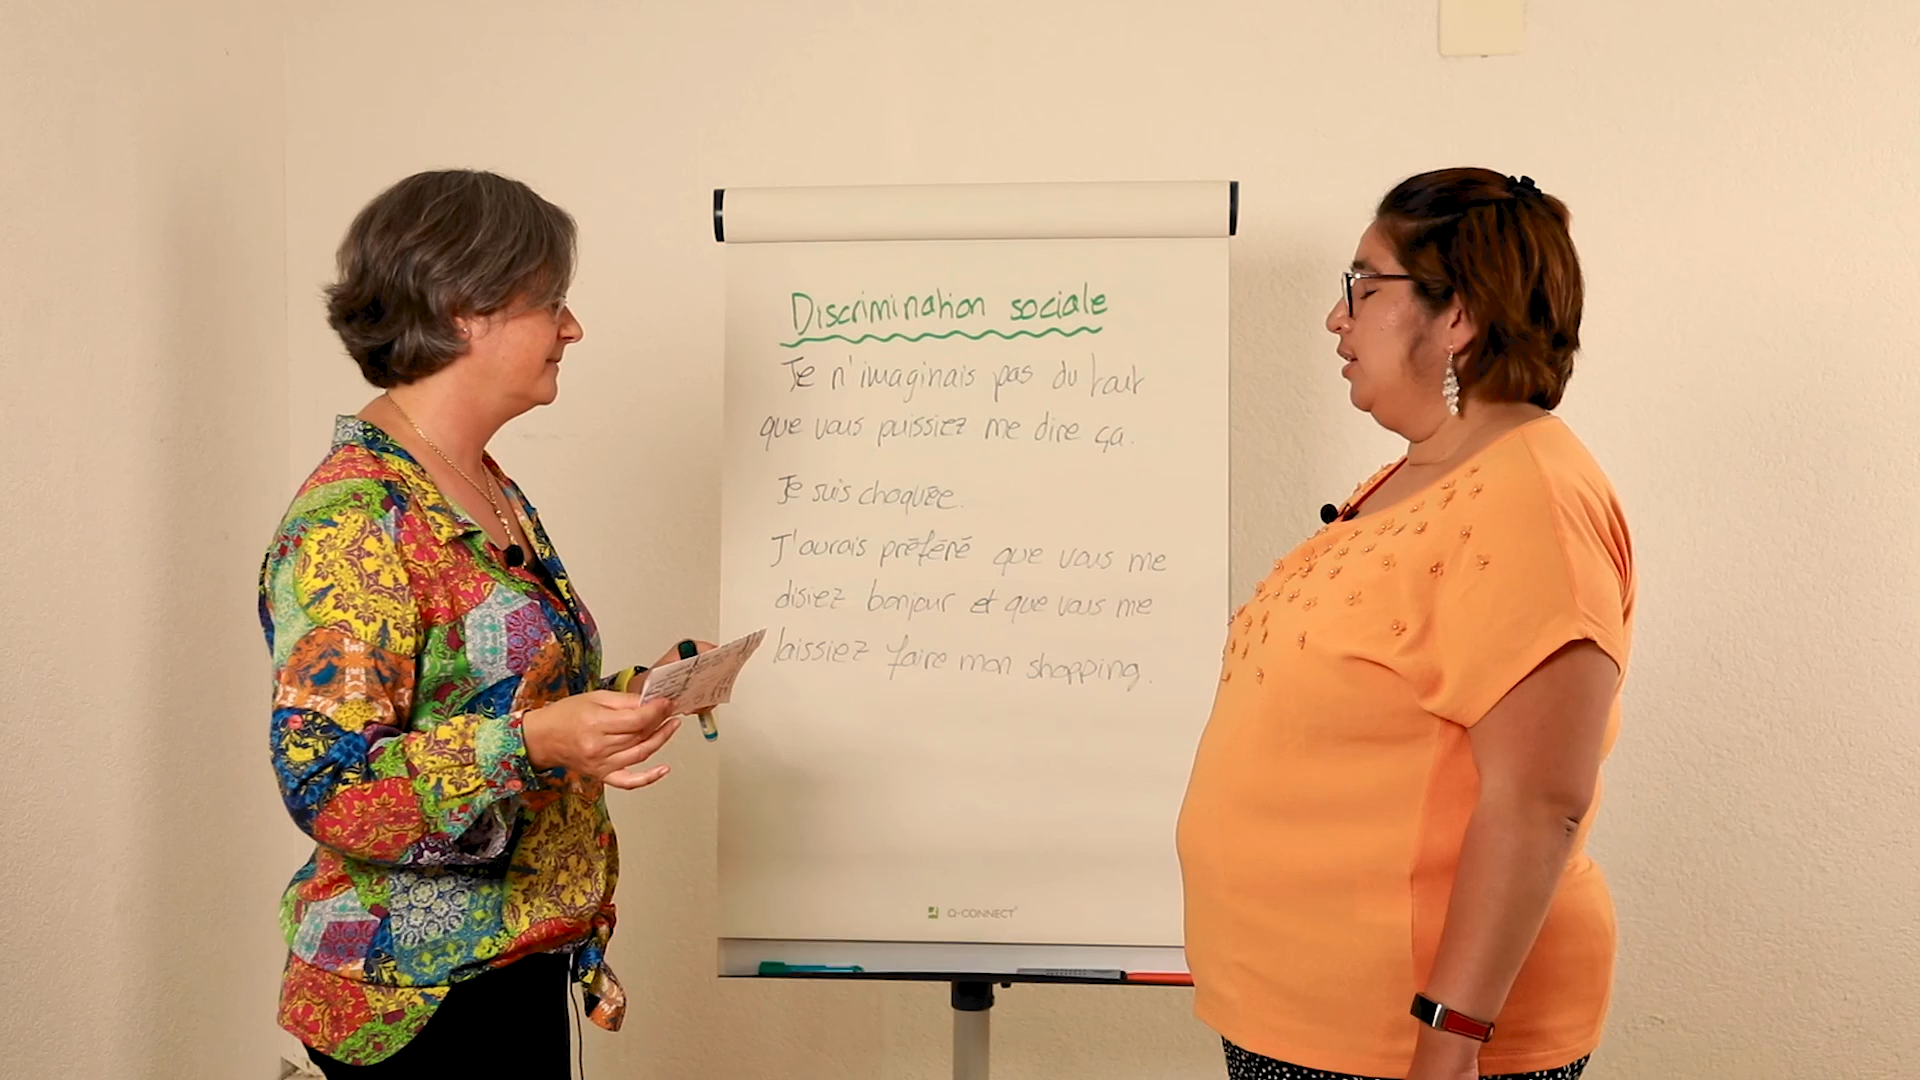 Discrimination sociale
Je n'imaginais pas du tout
que vous puissiez me dire ça.
Je suis choquée.
J'aurais préféré que vous me
disiez bonjour et que vous me
laissiez faire mon shopping.
Q-CONNECT